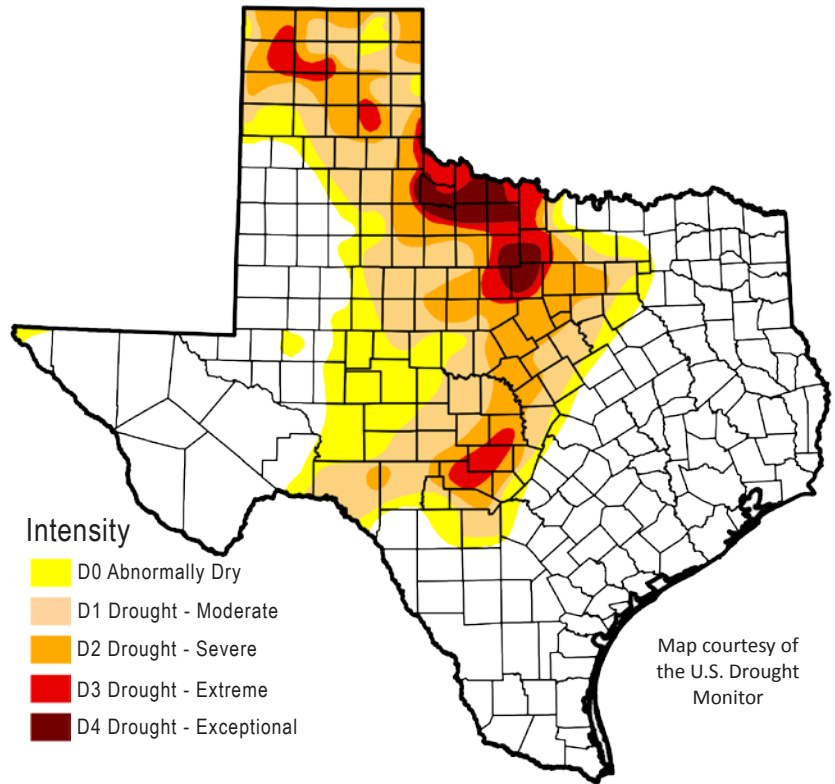 Intensity
D0 Abnormally Dry
D1 Drought - Moderate
D2 Drought - Severe
D3 Drought - Extreme
D4 Drought - Exceptional
Map courtesy of
the U.S. Drought
Monitor